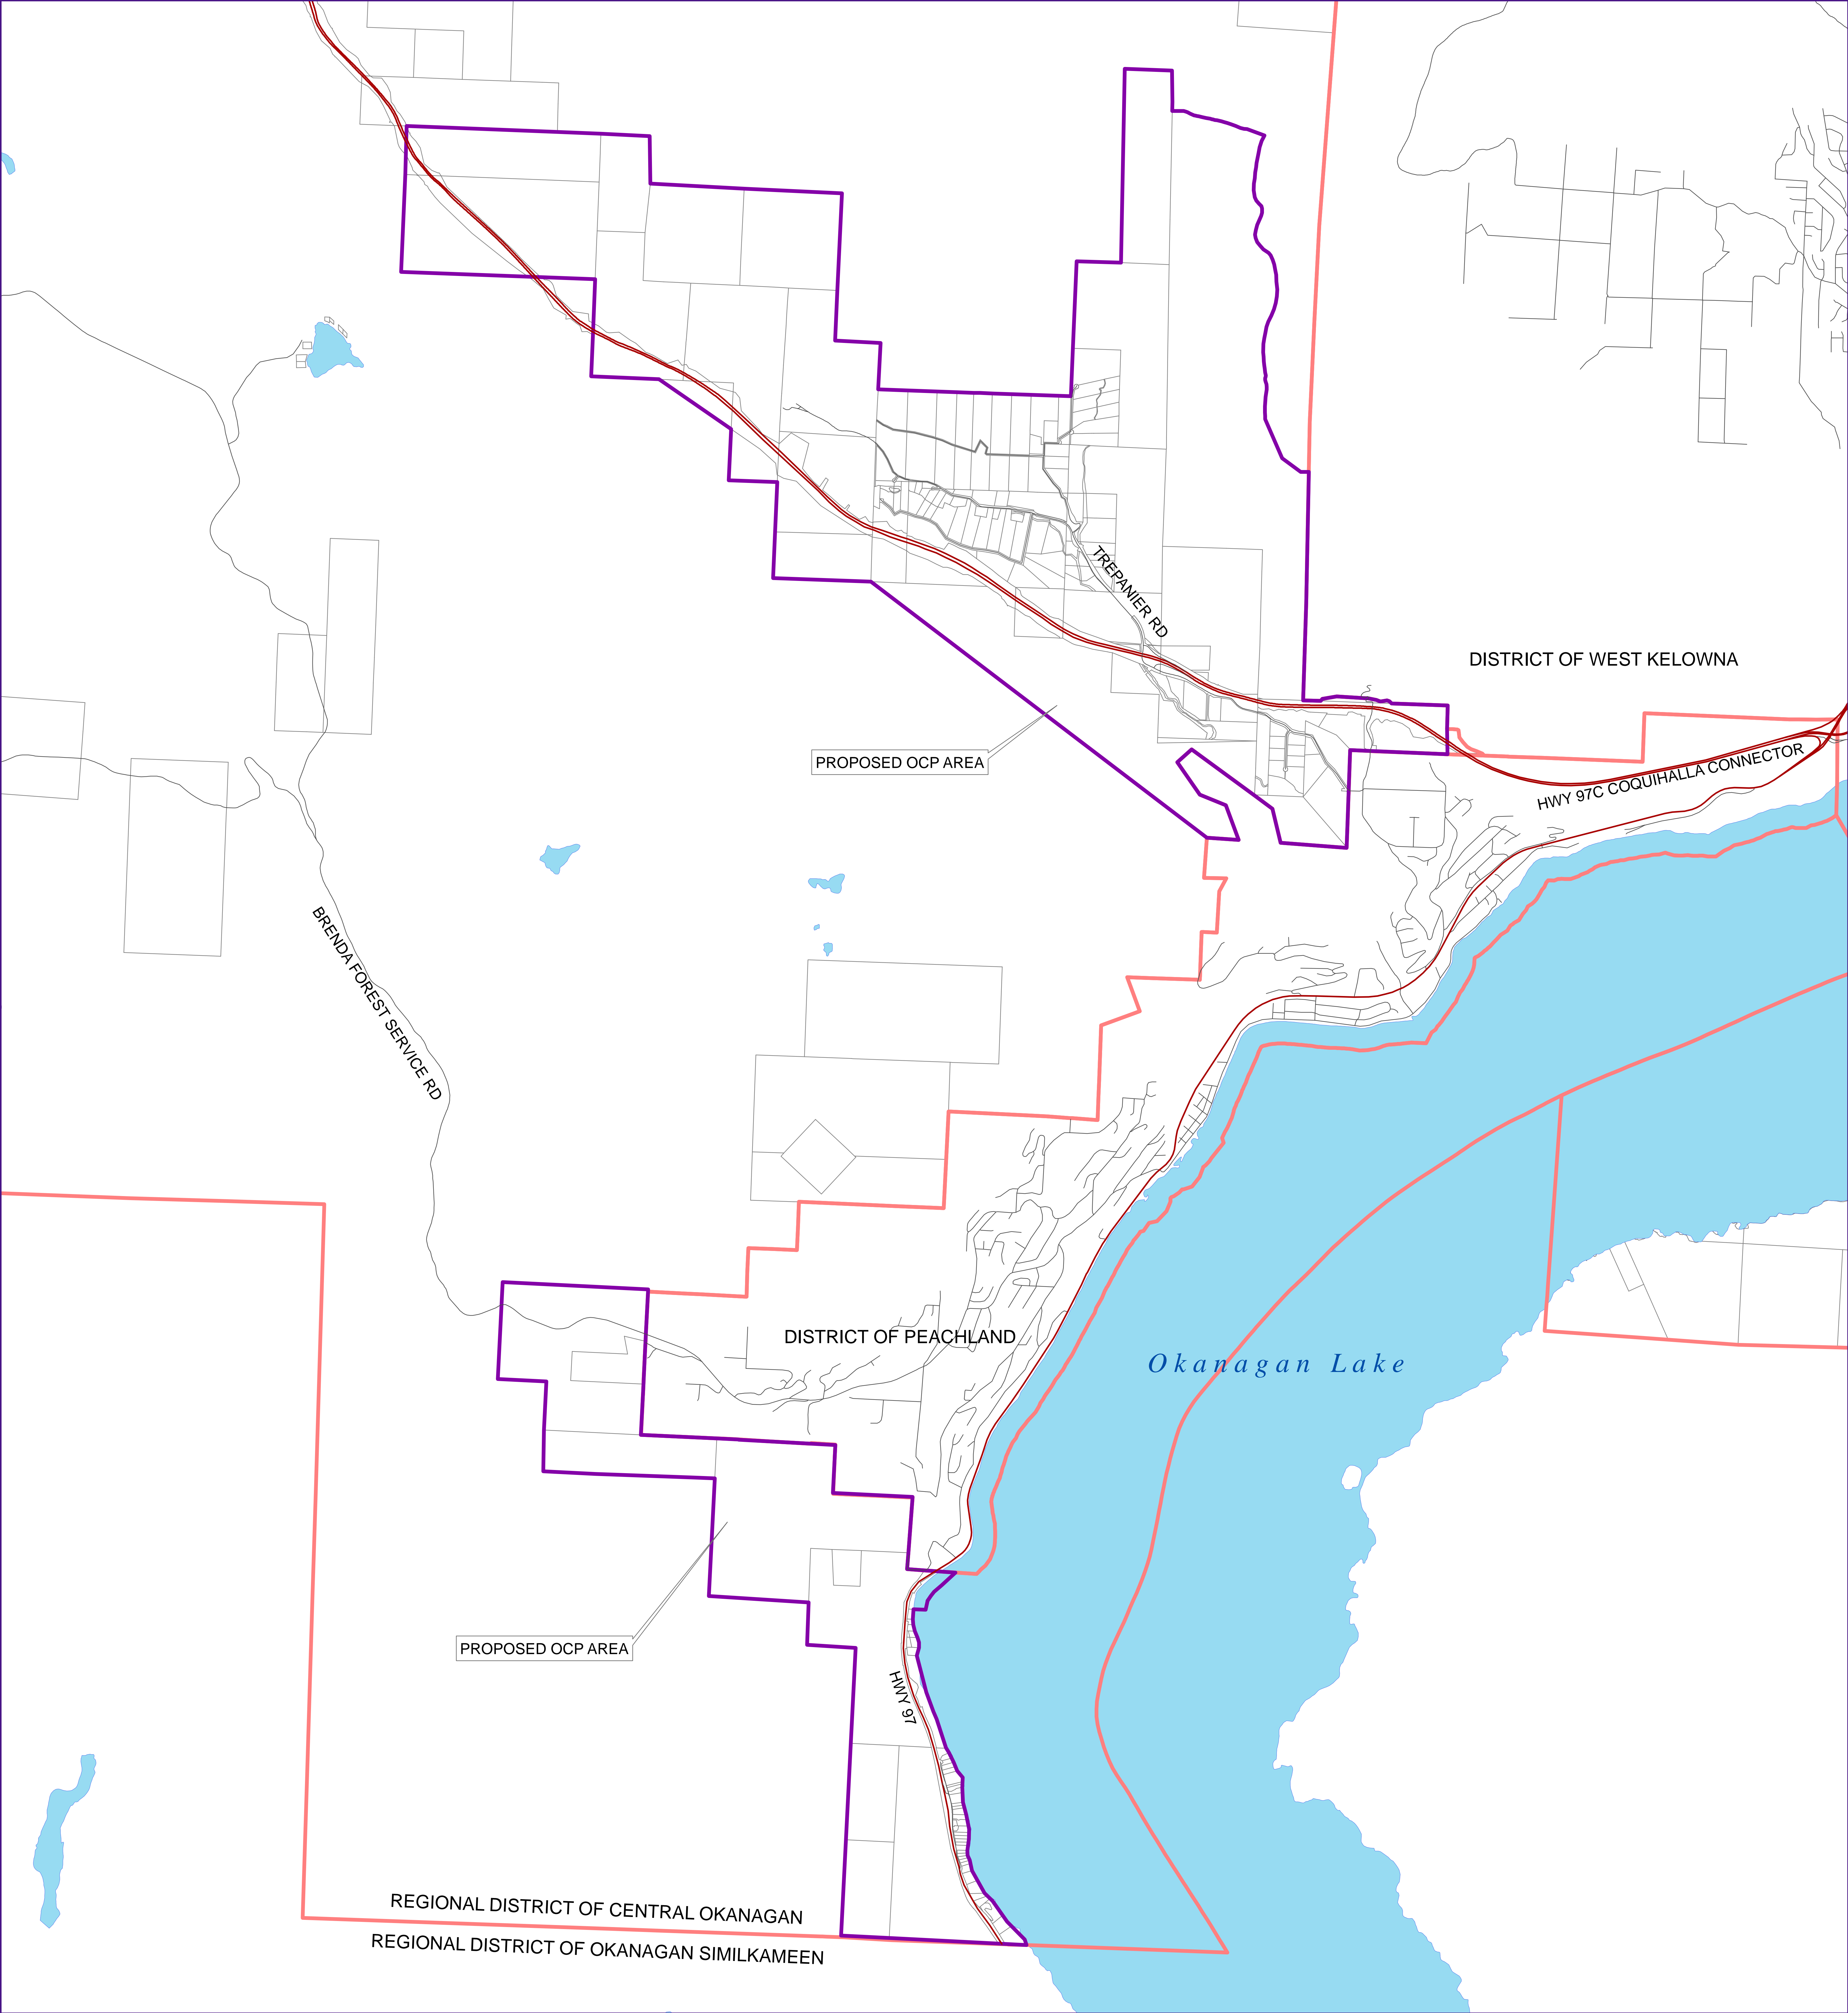 TREPANIER RD
DISTRICT OF WEST KELOWNA
PROPOSED OCP AREA
HWY 97C COQUIHALLA CONNECTOR
BRENDA FOREST SERVICE RD
DISTRICT OF PEACHLAND
Okanagan Lake
PROPOSED OCP AREA
HWY 97
REGIONAL DISTRICT OF CENTRAL OKANAGAN
REGIONAL DISTRICT OF OKANAGAN SIMILKAMEEN